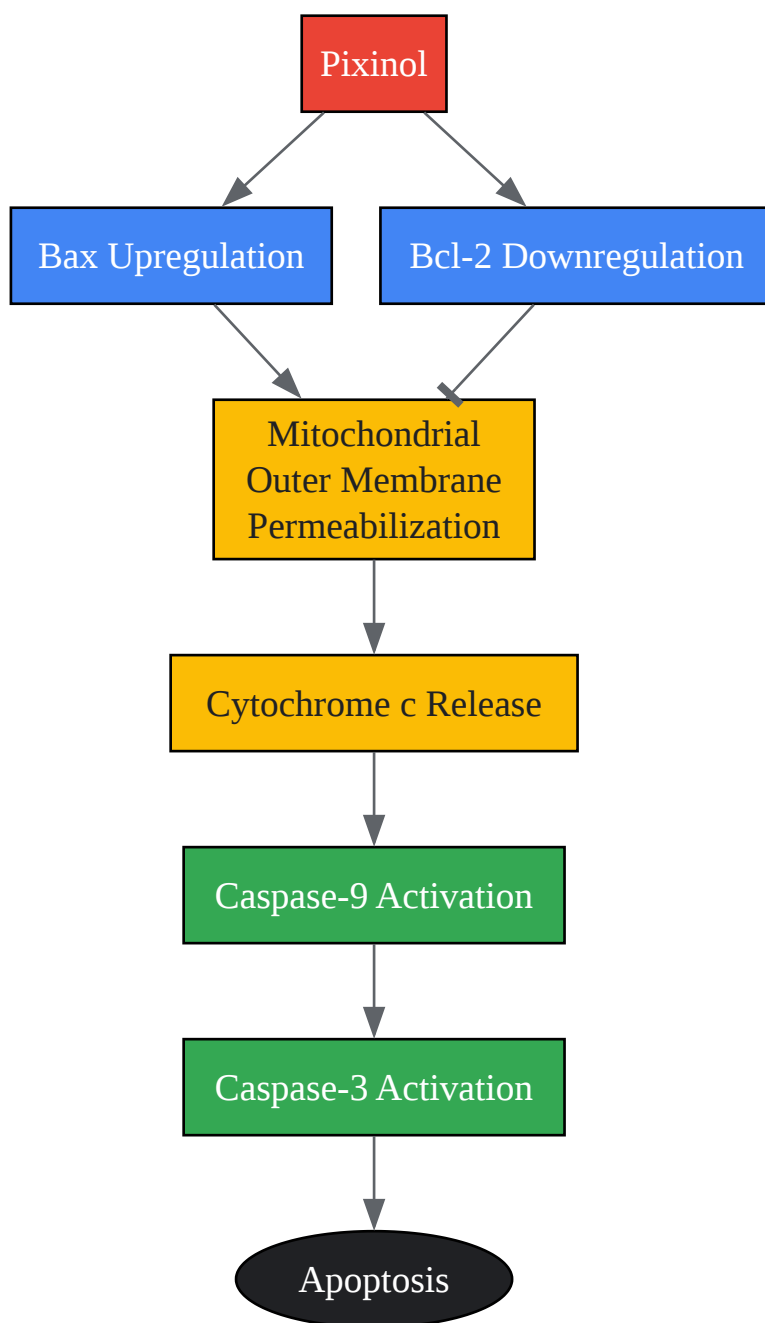 Pixinol
Bax Upregulation
Bcl-2 Downregulation
Mitochondrial
Outer Membrane
Permeabilization
Cytochrome c Release
Caspase-9 Activation
Caspase-3 Activation
Apoptosis